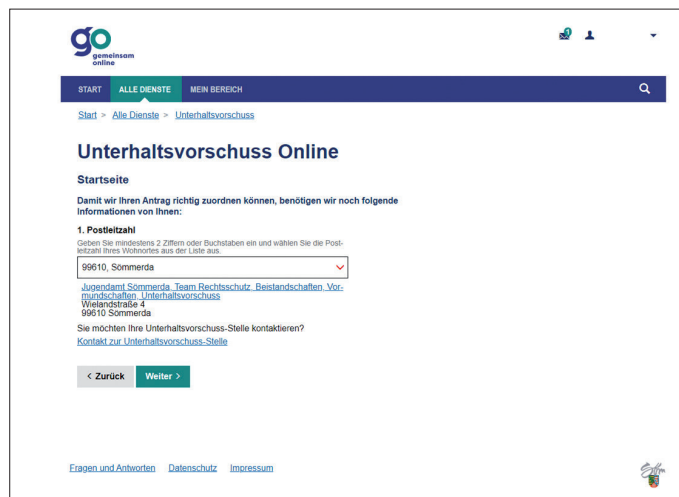 go
gemeinsam
online
1
START ALLE DIENSTE MEIN BEREICH
Start > Alle Dienste > Unterhaltsvorschuss
Unterhaltsvorschuss Online
Startseite
Damit wir Ihren Antrag richtig zuordnen können, benötigen wir noch folgende
Informationen von Ihnen:
1. Postleitzahl
Geben Sie mindestens 2 Ziffern oder Buchstaben ein und wählen Sie die Post-
leitzahl Ihres Wohnortes aus der Liste aus.
99610, Sömmerda
Jugendamt Sömmerda, Team Rechtsschutz, Beistandschaften, Vor-
mundschaften, Unterhaltsvorschuss
Wielandstraße 4
99610 Sömmerda
Sie möchten Ihre Unterhaltsvorschuss-Stelle kontaktieren?
Kontakt zur Unterhaltsvorschuss-Stelle
< Zurück Weiter >
Fragen und Antworten Datenschutz Impressum